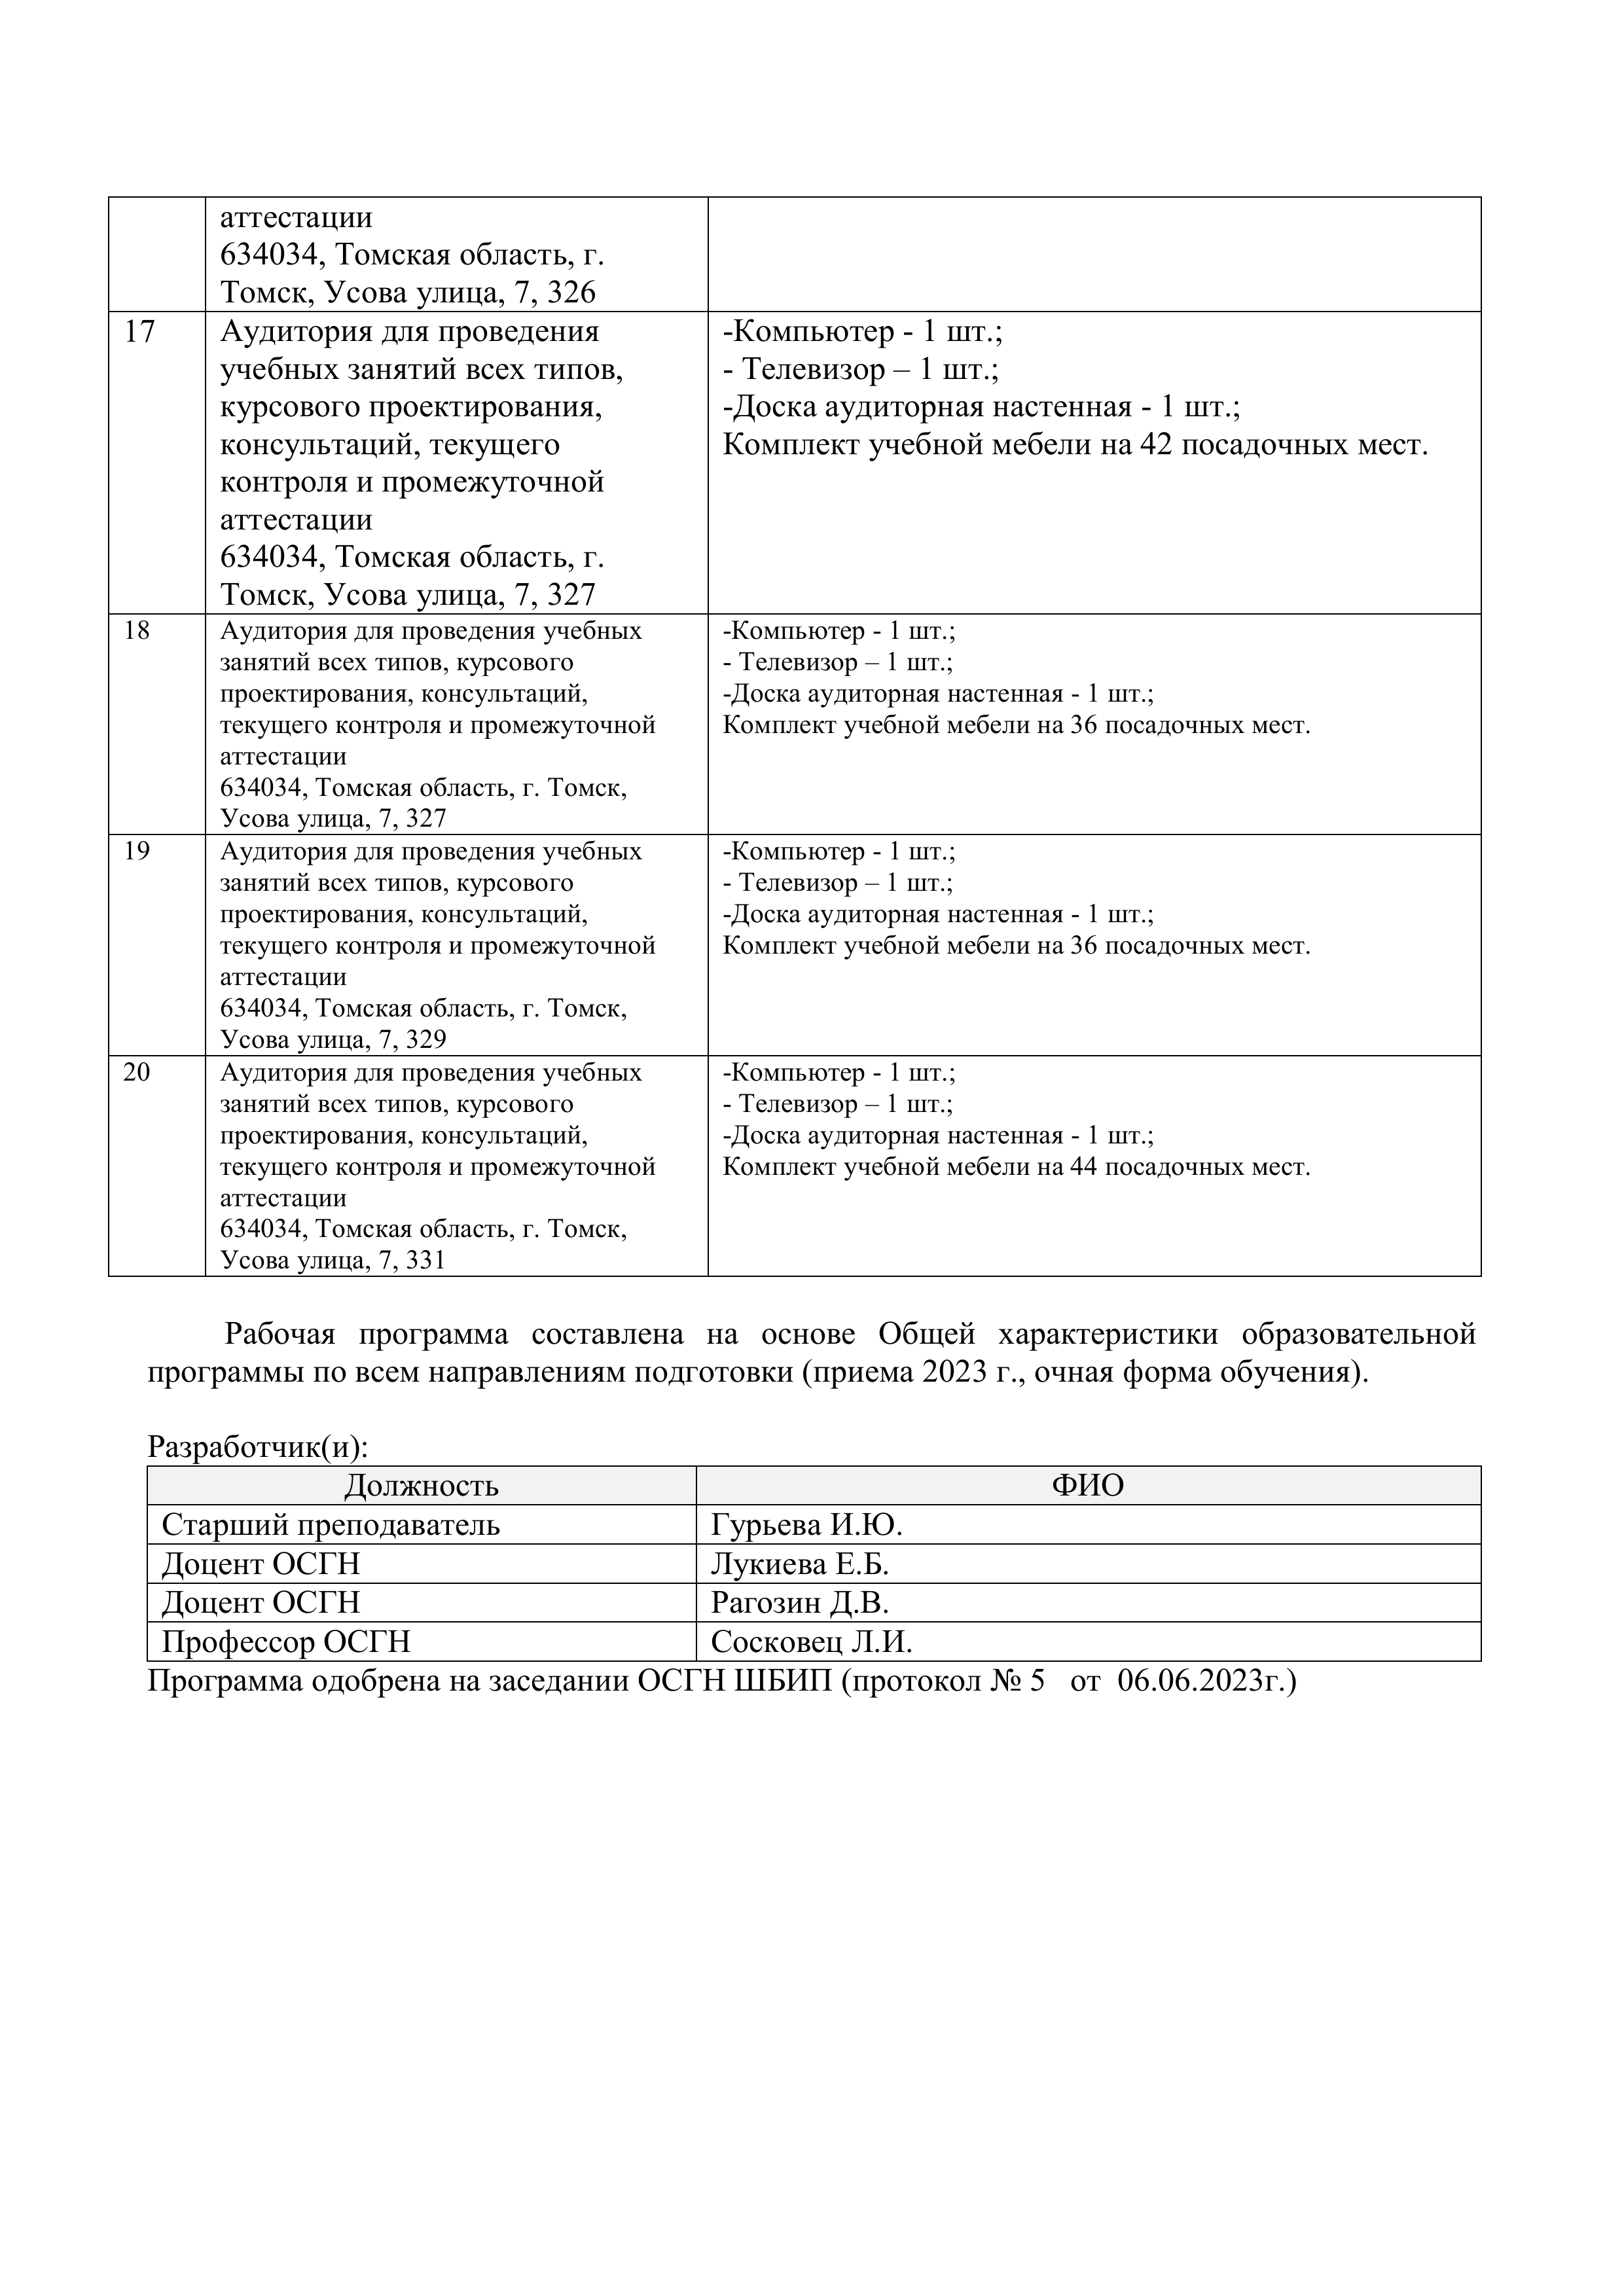 аттестации
634034, Томская область, г.
Томск, Усова улица, 7, 326
17
Аудитория для проведения
учебных занятий всех типов,
курсового проектирования,
консультаций, текущего
контроля и промежуточной
аттестации
634034, Томская область, г.
Томск, Усова улица, 7, 327
-Компьютер - 1 шт.;
- Телевизор – 1 шт.;
-Доска аудиторная настенная - 1 шт.;
Комплект учебной мебели на 42 посадочных мест.
18
Аудитория для проведения учебных
занятий всех типов, курсового
проектирования, консультаций,
текущего контроля и промежуточной
аттестации
634034, Томская область, г. Томск,
Усова улица, 7, 327
-Компьютер - 1 шт.;
- Телевизор – 1 шт.;
-Доска аудиторная настенная - 1 шт.;
Комплект учебной мебели на 36 посадочных мест.
19
Аудитория для проведения учебных
занятий всех типов, курсового
проектирования, консультаций,
текущего контроля и промежуточной
аттестации
634034, Томская область, г. Томск,
Усова улица, 7, 329
-Компьютер - 1 шт.;
- Телевизор – 1 шт.;
-Доска аудиторная настенная - 1 шт.;
Комплект учебной мебели на 36 посадочных мест.
20
Аудитория для проведения учебных
занятий всех типов, курсового
проектирования, консультаций,
текущего контроля и промежуточной
аттестации
634034, Томская область, г. Томск,
Усова улица, 7, 331
-Компьютер - 1 шт.;
- Телевизор – 1 шт.;
-Доска аудиторная настенная - 1 шт.;
Комплект учебной мебели на 44 посадочных мест.
Рабочая программа составлена на основе Общей характеристики образовательной
программы по всем направлениям подготовки (приема 2023 г., очная форма обучения).
Разработчик(и):
Должность ФИО
Старший преподаватель Гурьева И.Ю.
Доцент ОСГН Лукиева Е.Б.
Доцент ОСГН Рагозин Д.В.
Профессор ОСГН Сосковец Л.И.
Программа одобрена на заседании ОСГН ШБИП (протокол № 5 от 06.06.2023г.)